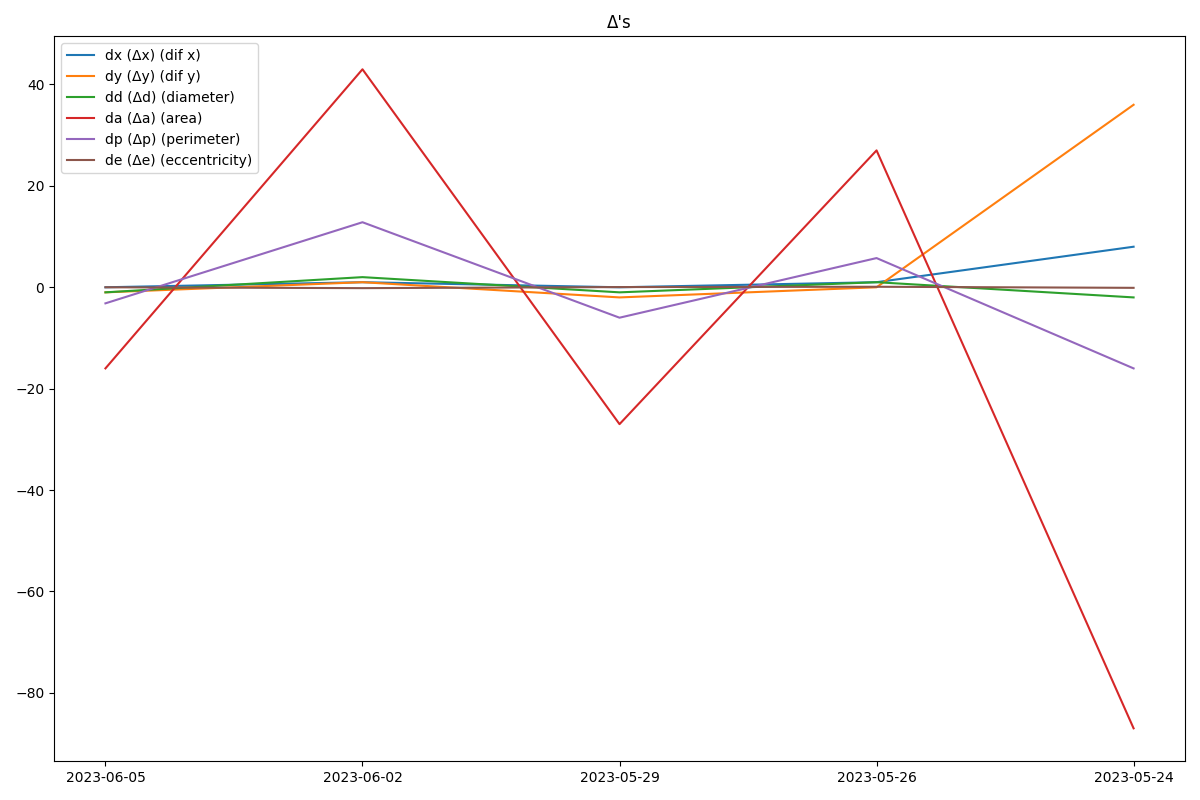 Δ's
dx (Δx) (dif x)
dy (Δy) (dif y)
dd (Δd) (diameter)
da (Δa) (area)
dp (Δp) (perimeter)
de (Δe) (eccentricity)
40
20
0
−20
−40
−60
−80
2023-06-05 2023-06-02 2023-05-29 2023-05-26 2023-05-24